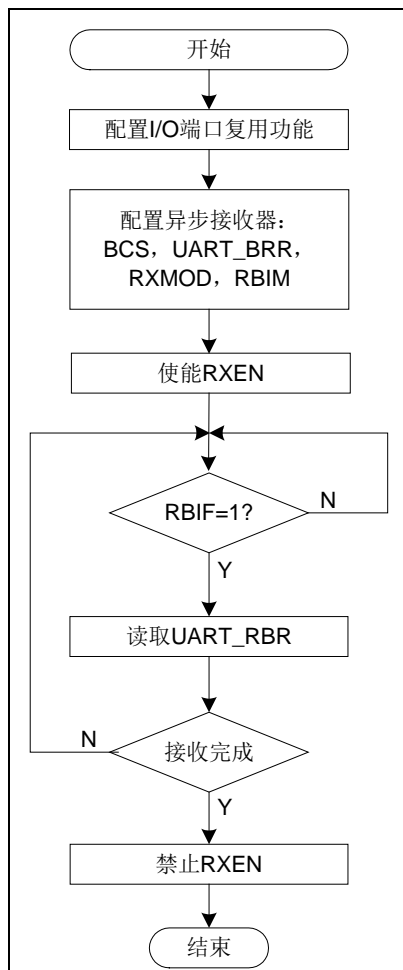 开始
配置I/O端口复用功能
配置异步接收器：
BCS，UART_BRR，
RXMOD，RBIM
使能RXEN
RBIF=1?
N
Y
读取UART_RBR
N
接收完成
Y
禁止RXEN
结束